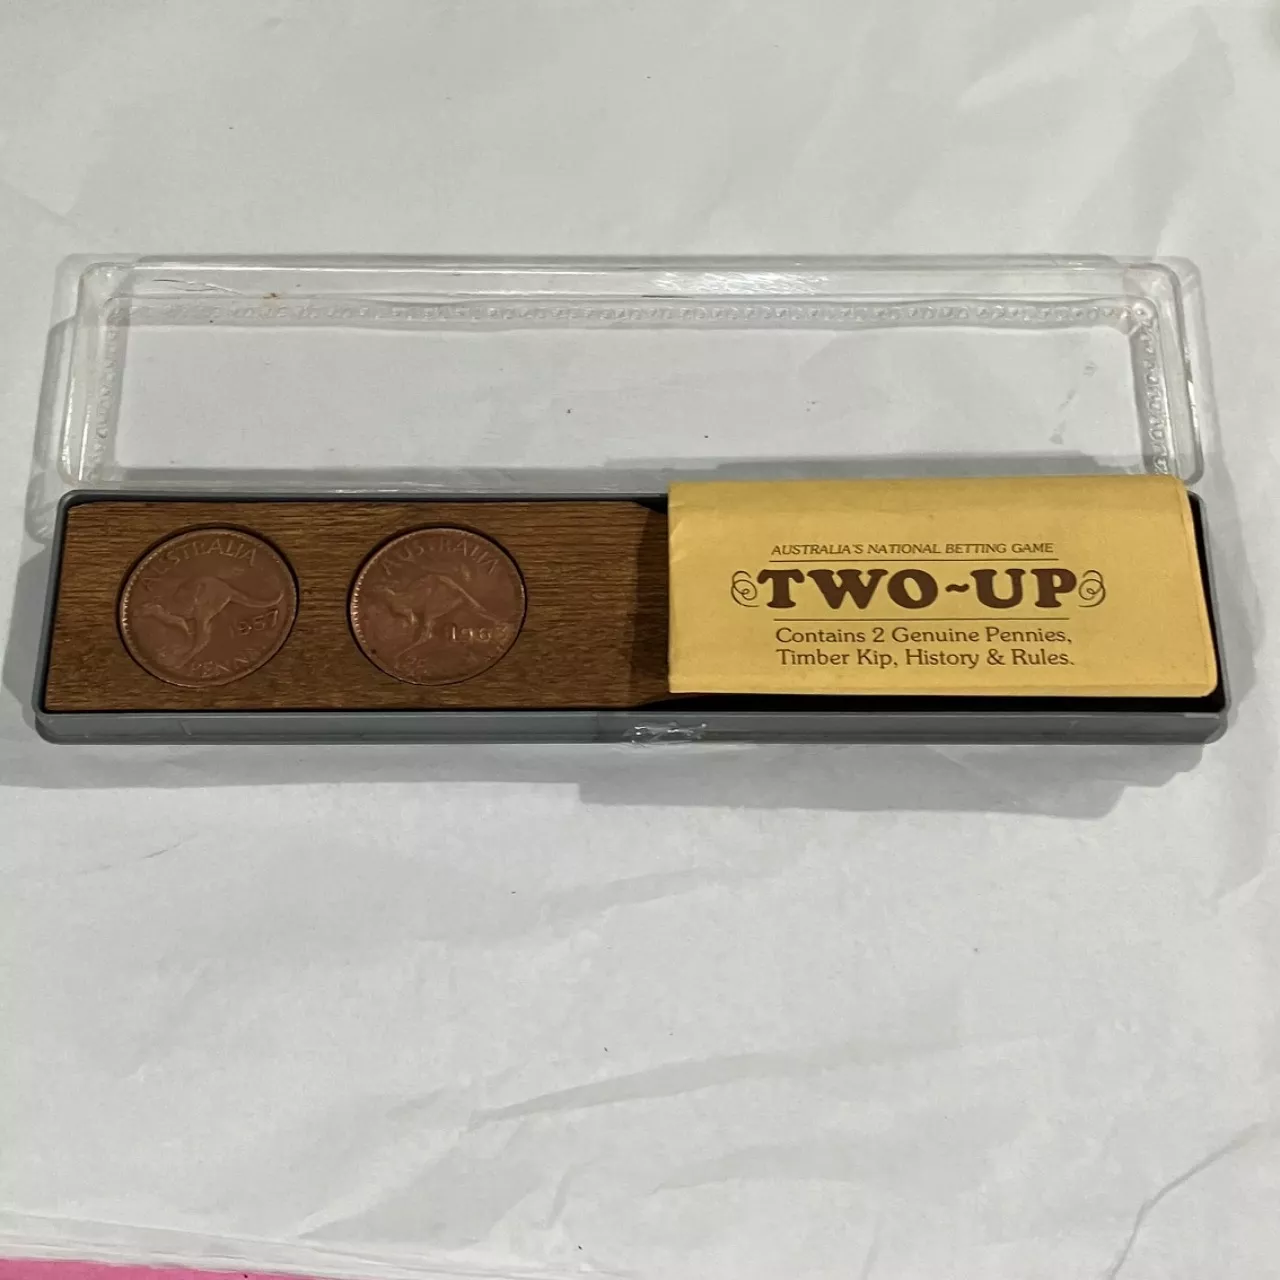 AUSTRALIA
1957
PENNY
AUSTRALIA
AUSTRALIA'S NATIONAL BETTING GAME
TWO~UP
Contains 2 Genuine Pennies,
Timber Kip, History & Rules.